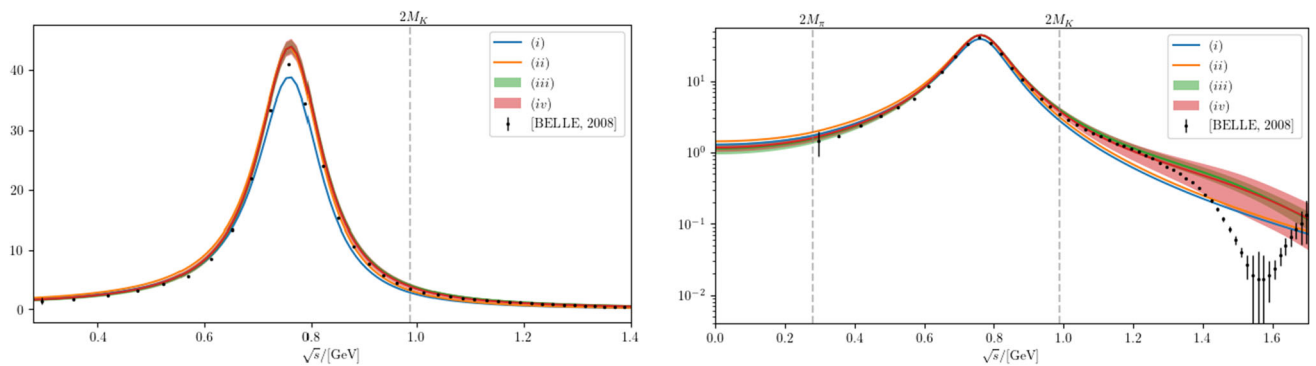 2M_K
40
30
20
10
0
0.4
0.6
0.8
1.0
1.2
1.4
√s/[GeV]
(i)
(ii)
(iii)
(iv)
[BELLE, 2008]
2M_π
2M_K
10^1
10^0
10^−1
10^−2
0.0
0.2
0.4
0.6
0.8
1.0
1.2
1.4
1.6
√s/[GeV]
(i)
(ii)
(iii)
(iv)
[BELLE, 2008]